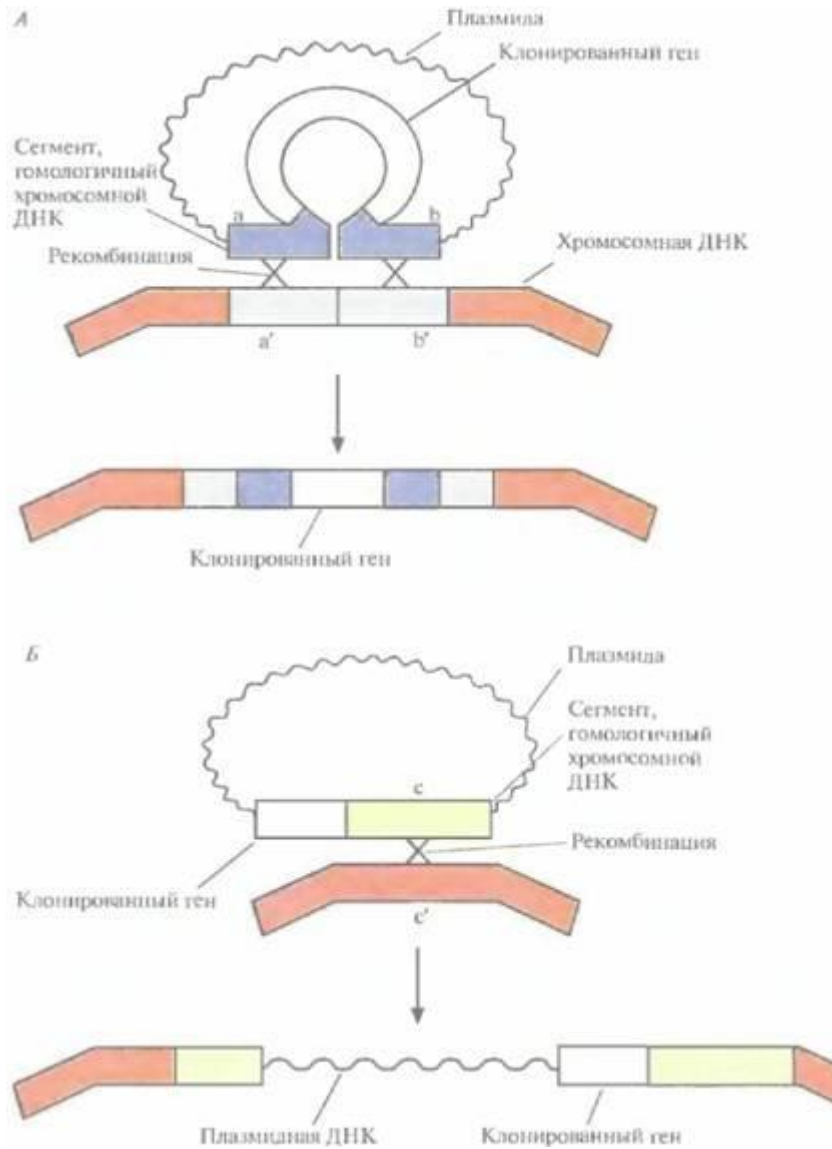 А
Плазмида
Клонированный ген
Сегмент,
гомологичный
хромосомной
ДНК
a
b
Рекомбинация
Хромосомная ДНК
a'
b'
Клонированный ген
Б
Плазмида
Сегмент,
гомологичный
хромосомной
ДНК
c
Рекомбинация
Клонированный ген
c'
Плазмидная ДНК
Клонированный ген